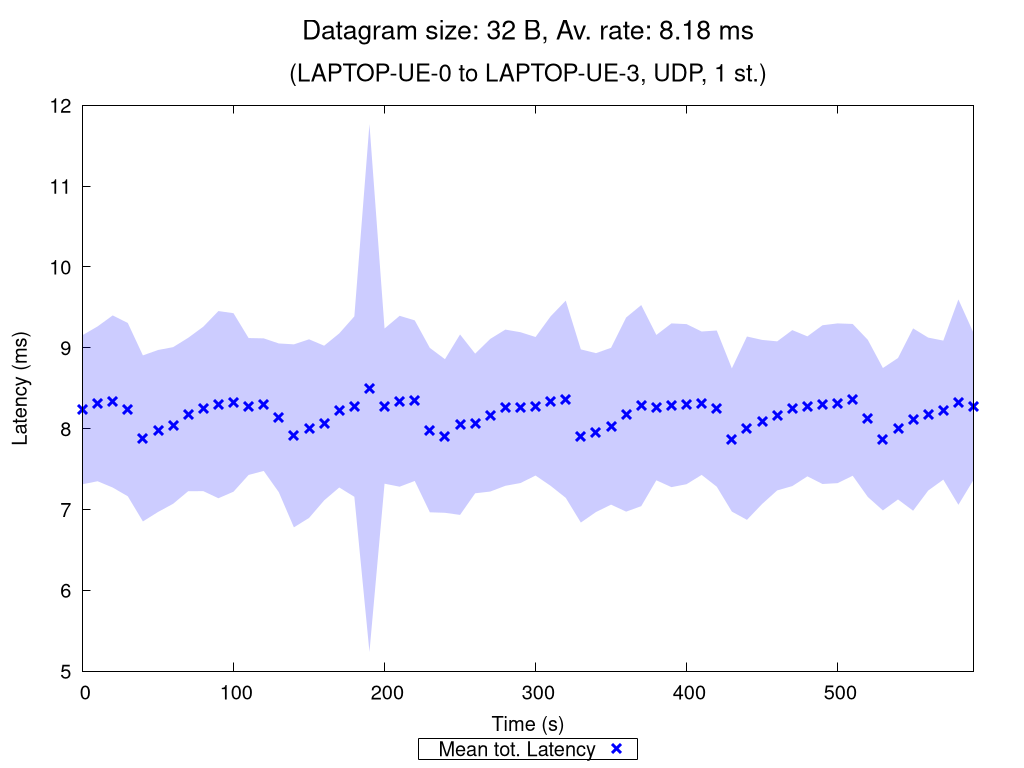 Datagram size: 32 B, Av. rate: 8.18 ms
(LAPTOP-UE-0 to LAPTOP-UE-3, UDP, 1 st.)
12
11
10
9
8
7
6
5
Latency (ms)
0 100 200 300 400 500
Time (s)
Mean tot. Latency